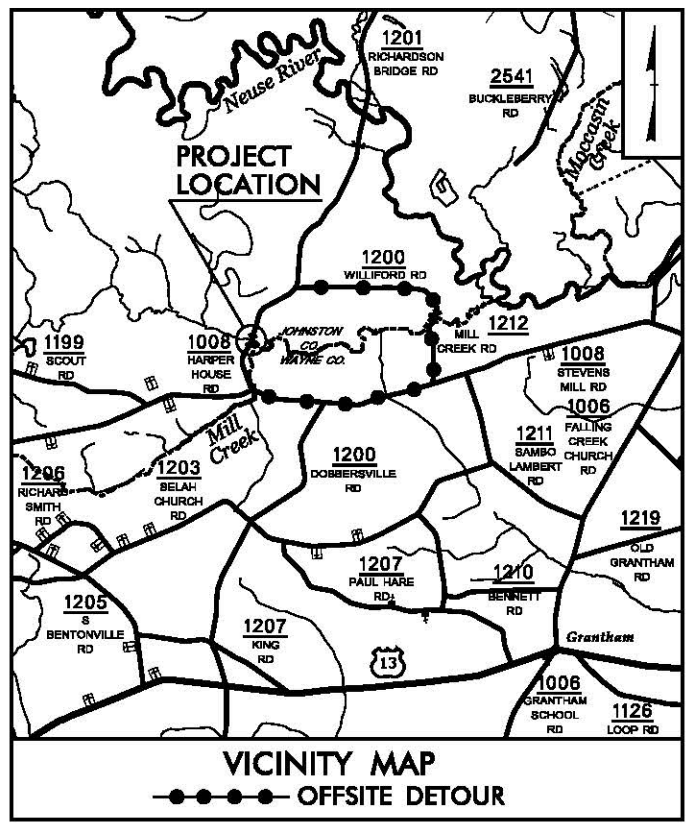 1201
RICHARDSON
BRIDGE RD
Neuse River
2541
BUCKLEBERRY
RD
Moccasin
Creek
PROJECT
LOCATION
1200
WILLIFORD RD
1199
SCOUT
RD
1008
HARPER
HOUSE
RD
JOHNSTON
CO.
WAYNE CO.
MILL
CREEK RD
1212
1008
STEVENS
MILL RD
1006
FALLING
CREEK
CHURCH
RD
Mill
Creek
1211
SAMBO
LAMBERT
RD
1200
DOBBERSVILLE
RD
1206
RICHARD
SMITH
RD
1203
SELAH
CHURCH
RD
1219
OLD
GRANTHAM
RD
1207
PAUL HARE
RD
1210
BENNETT
RD
1205
S
BENTONVILLE
RD
1207
KING
RD
13
Grantham
1006
GRANTHAM
SCHOOL
RD
1126
LOOP RD
VICINITY MAP
OFFSITE DETOUR